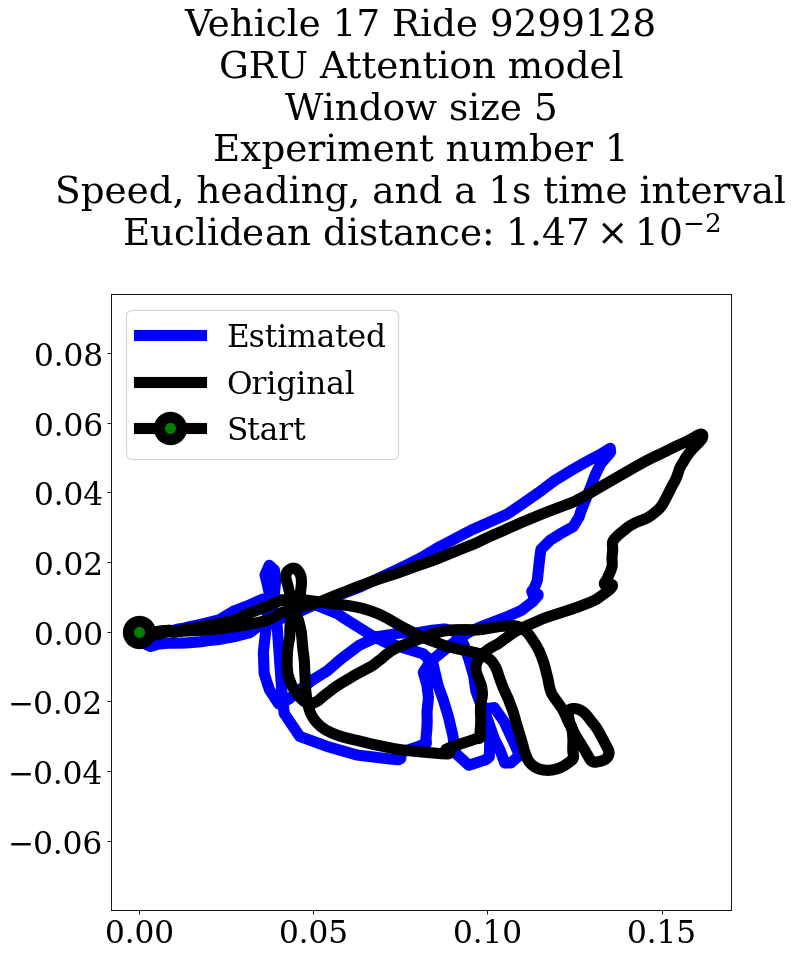 Vehicle 17 Ride 9299128
GRU Attention model
Window size 5
Experiment number 1
Speed, heading, and a 1s time interval
Euclidean distance: 1.47 × 10⁻²
Estimated
Original
Start
0.08
0.06
0.04
0.02
0.00
−0.02
−0.04
−0.06
0.00 0.05 0.10 0.15